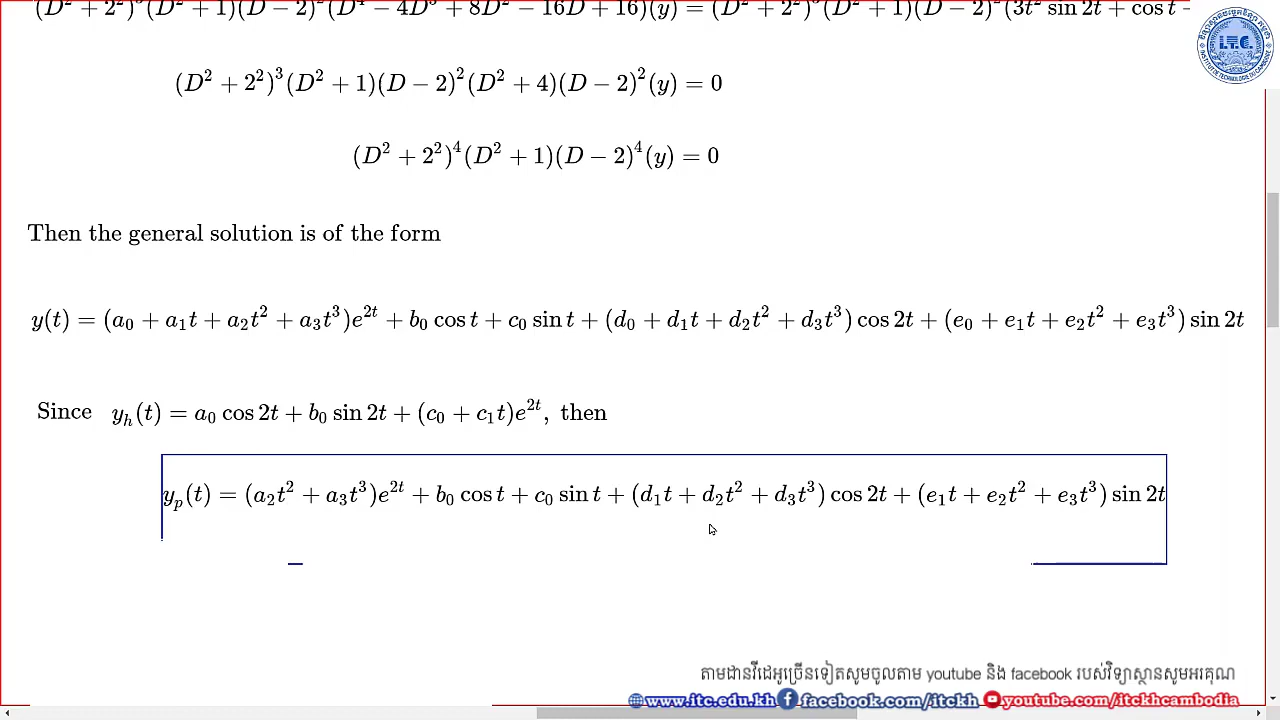 (D² + 2²)³(D² + 1)(D − 2)²(D⁴ − 4D³ + 8D² − 16D + 16)(y) = (D² + 2²)³(D² + 1)(D − 2)²(3t² sin 2t + cos t −
(D² + 2²)³(D² + 1)(D − 2)²(D² + 4)(D − 2)²(y) = 0
(D² + 2²)⁴(D² + 1)(D − 2)⁴(y) = 0
Then the general solution is of the form
y(t) = (a₀ + a₁t + a₂t² + a₃t³)e²ᵗ + b₀ cos t + c₀ sin t + (d₀ + d₁t + d₂t² + d₃t³) cos 2t + (e₀ + e₁t + e₂t² + e₃t³) sin 2t
Since yₕ(t) = a₀ cos 2t + b₀ sin 2t + (c₀ + c₁t)e²ᵗ, then
yₚ(t) = (a₂t² + a₃t³)e²ᵗ + b₀ cos t + c₀ sin t + (d₁t + d₂t² + d₃t³) cos 2t + (e₁t + e₂t² + e₃t³) sin 2t
I.T.C.
តាមដានវីដេអូច្រើនទៀតសូមចូលតាម youtube និង facebook របស់វិទ្យាស្ថានសូមអរគុណ
www.itc.edu.kh facebook.com/itckh youtube.com/itckhcambodia